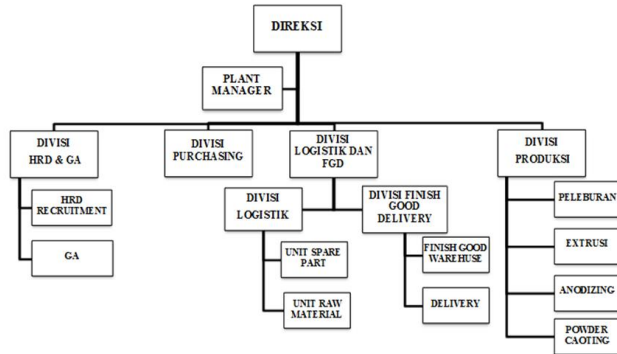 DIREKSI
PLANT
MANAGER
DIVISI
HRD & GA
DIVISI
PURCHASING
DIVISI
LOGISTIK DAN
FGD
DIVISI
PRODUKSI
HRD
RECRUITMENT
GA
DIVISI
LOGISTIK
DIVISI FINISH
GOOD
DELIVERY
UNIT SPARE
PART
UNIT RAW
MATERIAL
FINISH GOOD
WAREHUSE
DELIVERY
PELEBURAN
EXTRUSI
ANODIZING
POWDER
CAOTING